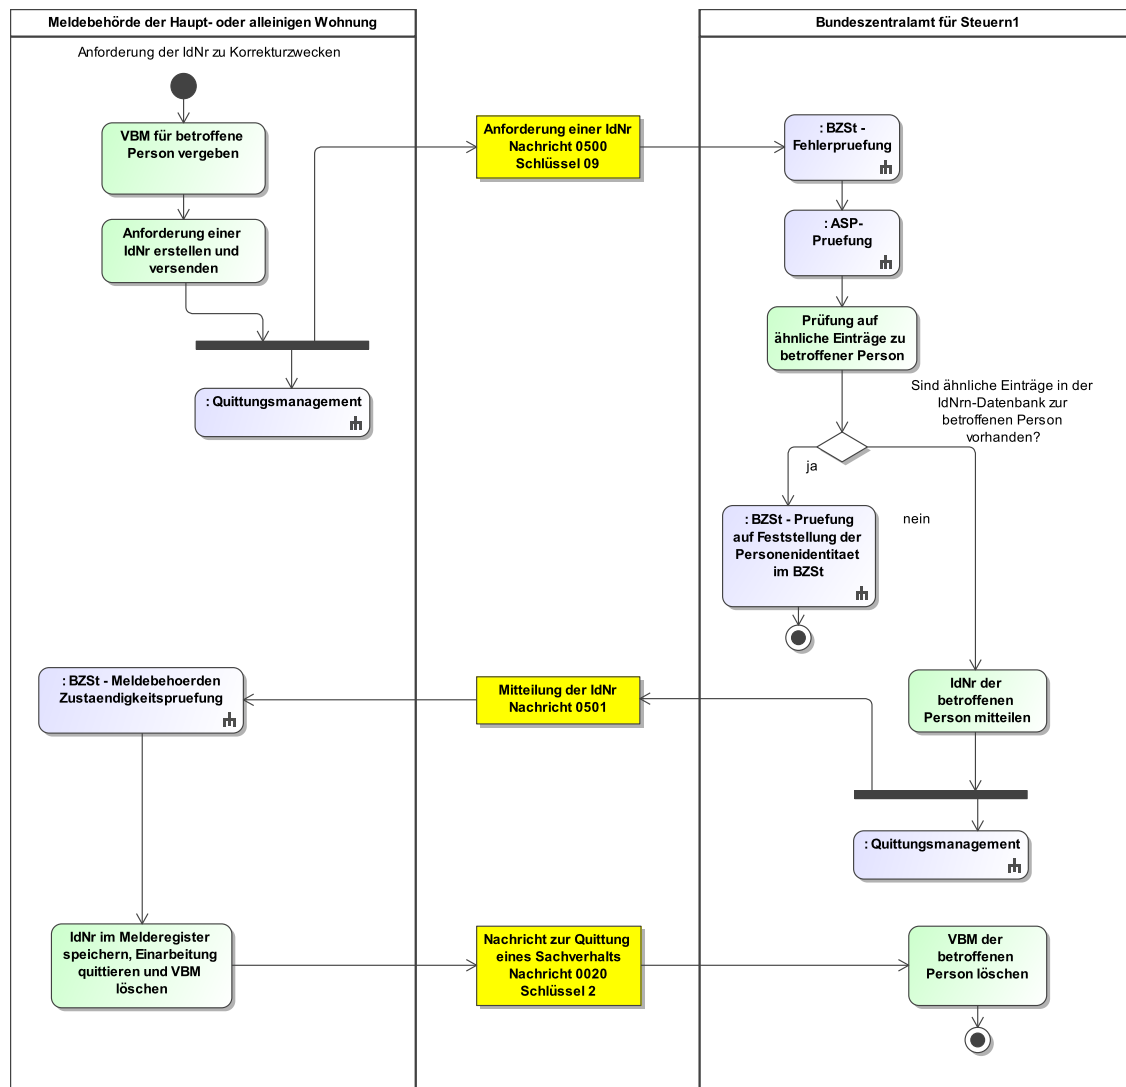 Meldebehörde der Haupt- oder alleinigen Wohnung
Bundeszentralamt für Steuern1
Anforderung der IdNr zu Korrekturzwecken
VBM für betroffene
Person vergeben
Anforderung einer IdNr
Nachricht 0500
Schlüssel 09
: BZSt -
Fehlerpruefung
Anforderung einer
IdNr erstellen und
versenden
: ASP-
Pruefung
Prüfung auf
ähnliche Einträge zu
betroffener Person
: Quittungsmanagement
Sind ähnliche Einträge in der
IdNrn-Datenbank zur
betroffenen Person
vorhanden?
ja
nein
: BZSt - Pruefung
auf Feststellung der
Personenidentitaet
im BZSt
: BZSt - Meldebehoerden
Zustaendigkeitspruefung
Mitteilung der IdNr
Nachricht 0501
IdNr der
betroffenen
Person mitteilen
: Quittungsmanagement
IdNr im Melderegister
speichern, Einarbeitung
quittieren und VBM
löschen
Nachricht zur Quittung
eines Sachverhalts
Nachricht 0020
Schlüssel 2
VBM der
betroffenen
Person löschen